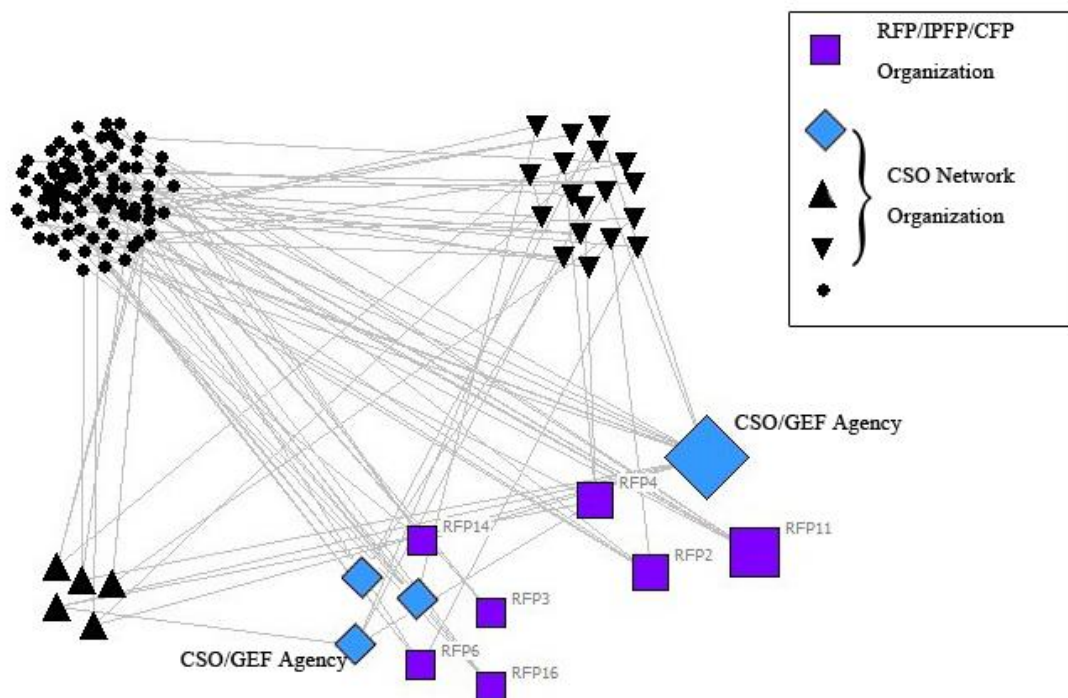 RFP/IPFP/CFP
Organization
CSO Network
Organization
CSO/GEF Agency
RFP4
RFP14
RFP11
RFP2
RFP3
CSO/GEF Agency
RFP6
RFP16